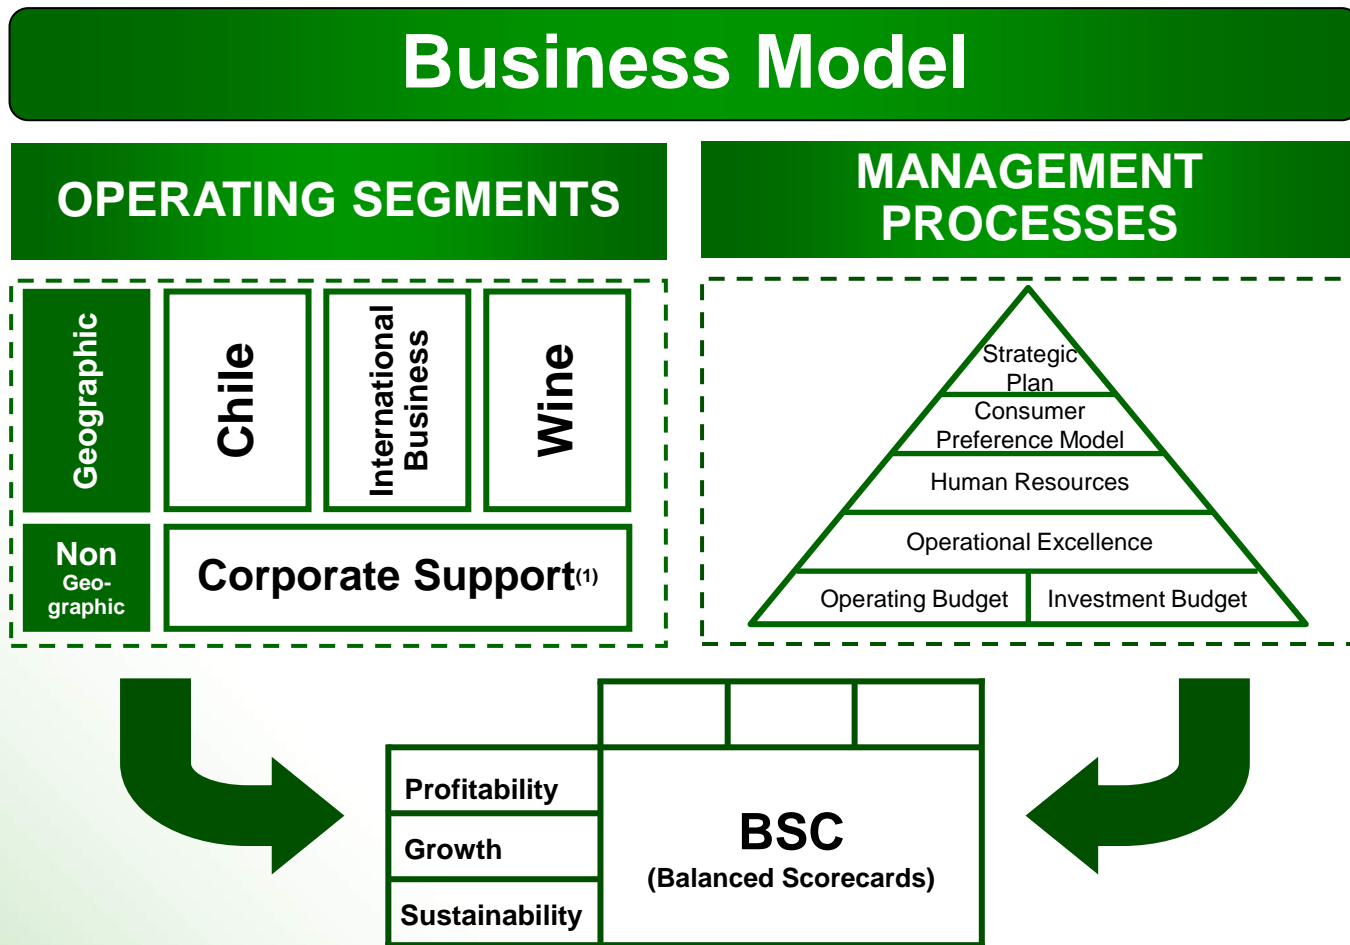 Business Model
OPERATING SEGMENTS
MANAGEMENT
PROCESSES
Geographic
Chile
International
Business
Wine
Non
Geo-
graphic
Corporate Support(1)
Strategic
Plan
Consumer
Preference Model
Human Resources
Operational Excellence
Operating Budget
Investment Budget
Profitability
Growth
Sustainability
BSC
(Balanced Scorecards)